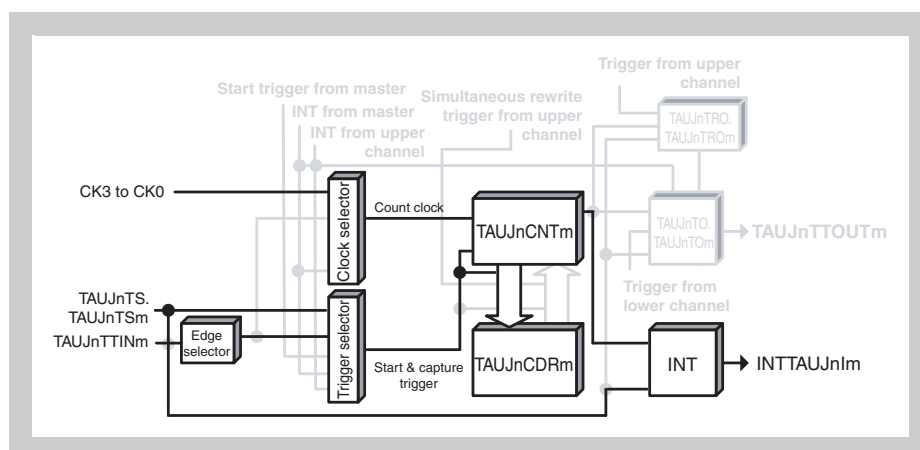 Trigger from upper
channel
Start trigger from master
INT from master
INT from upper
channel
Simultaneous rewrite
trigger from upper
channel
TAUJnTRO.
TAUJnTROm
CK3 to CK0
Clock selector
Count clock
TAUJnCNTm
TAUJnTO.
TAUJnTOm
TAUJnTTOUTm
Trigger from
lower channel
TAUJnTS.
TAUJnTSm
TAUJnTTINm
Edge
selector
Trigger selector
Start & capture
trigger
TAUJnCDRm
INT
INTTAUJnIm